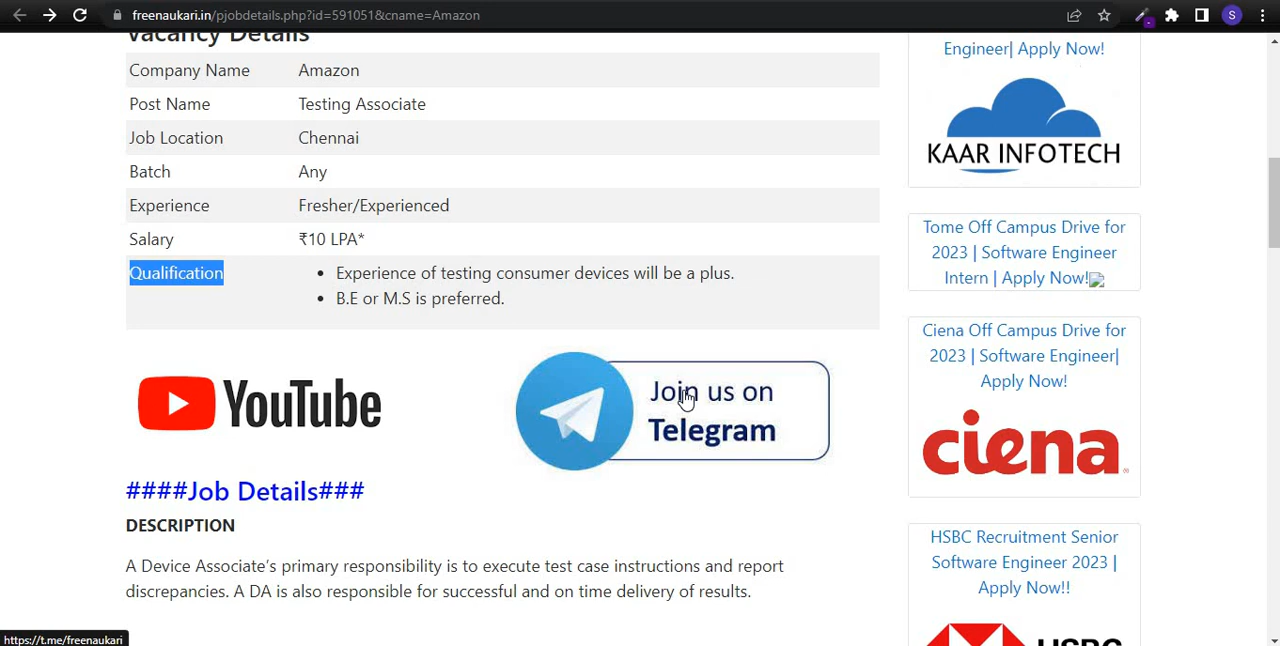 freenaukari.in/pjobdetails.php?id=591051&cname=Amazon
S
Vacancy Details
Company Name Amazon
Post Name Testing Associate
Job Location Chennai
Batch Any
Experience Fresher/Experienced
Salary ₹10 LPA*
Qualification • Experience of testing consumer devices will be a plus.
• B.E or M.S is preferred.
YouTube
Join us on
Telegram
####Job Details###
DESCRIPTION
A Device Associate's primary responsibility is to execute test case instructions and report
discrepancies. A DA is also responsible for successful and on time delivery of results.
Engineer| Apply Now!
KAAR INFOTECH
Tome Off Campus Drive for
2023 | Software Engineer
Intern | Apply Now!
Ciena Off Campus Drive for
2023 | Software Engineer|
Apply Now!
ciena®
HSBC Recruitment Senior
Software Engineer 2023 |
Apply Now!!
HSBC
https://t.me/freenaukari